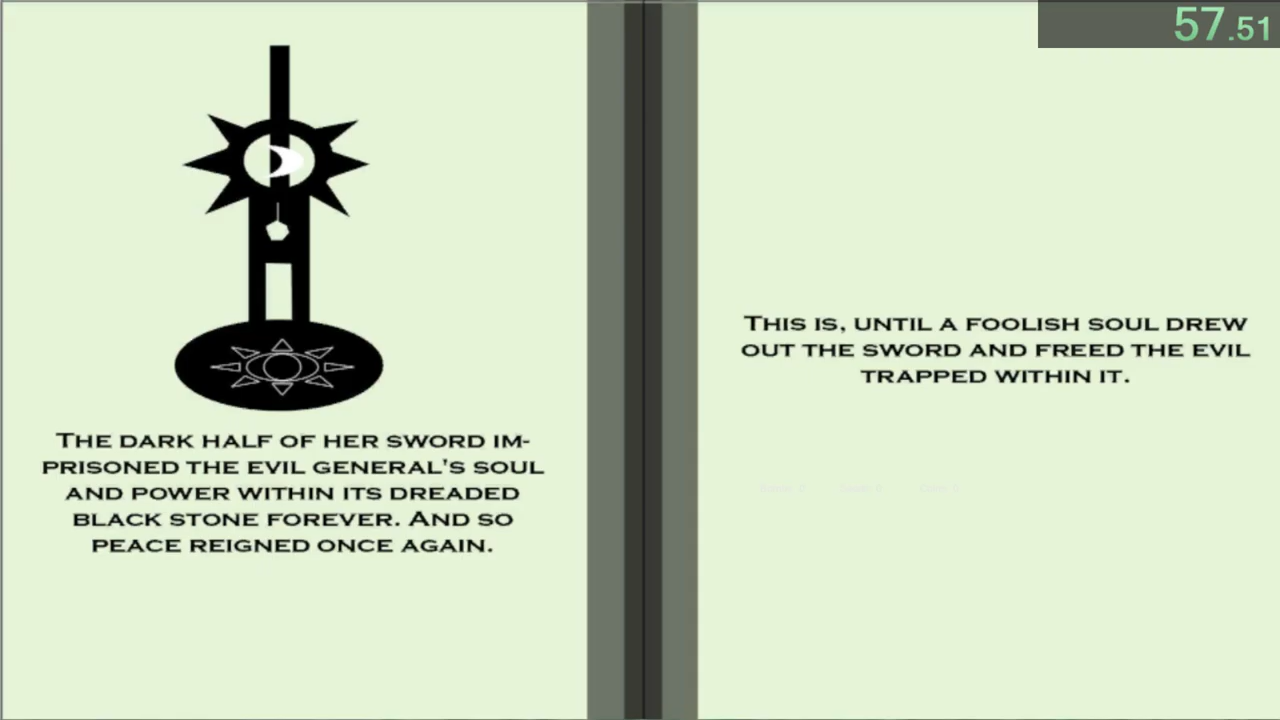 57.51
THE DARK HALF OF HER SWORD IM-
PRISONED THE EVIL GENERAL'S SOUL
AND POWER WITHIN ITS DREADED
BLACK STONE FOREVER. AND SO
PEACE REIGNED ONCE AGAIN.
THIS IS, UNTIL A FOOLISH SOUL DREW
OUT THE SWORD AND FREED THE EVIL
TRAPPED WITHIN IT.